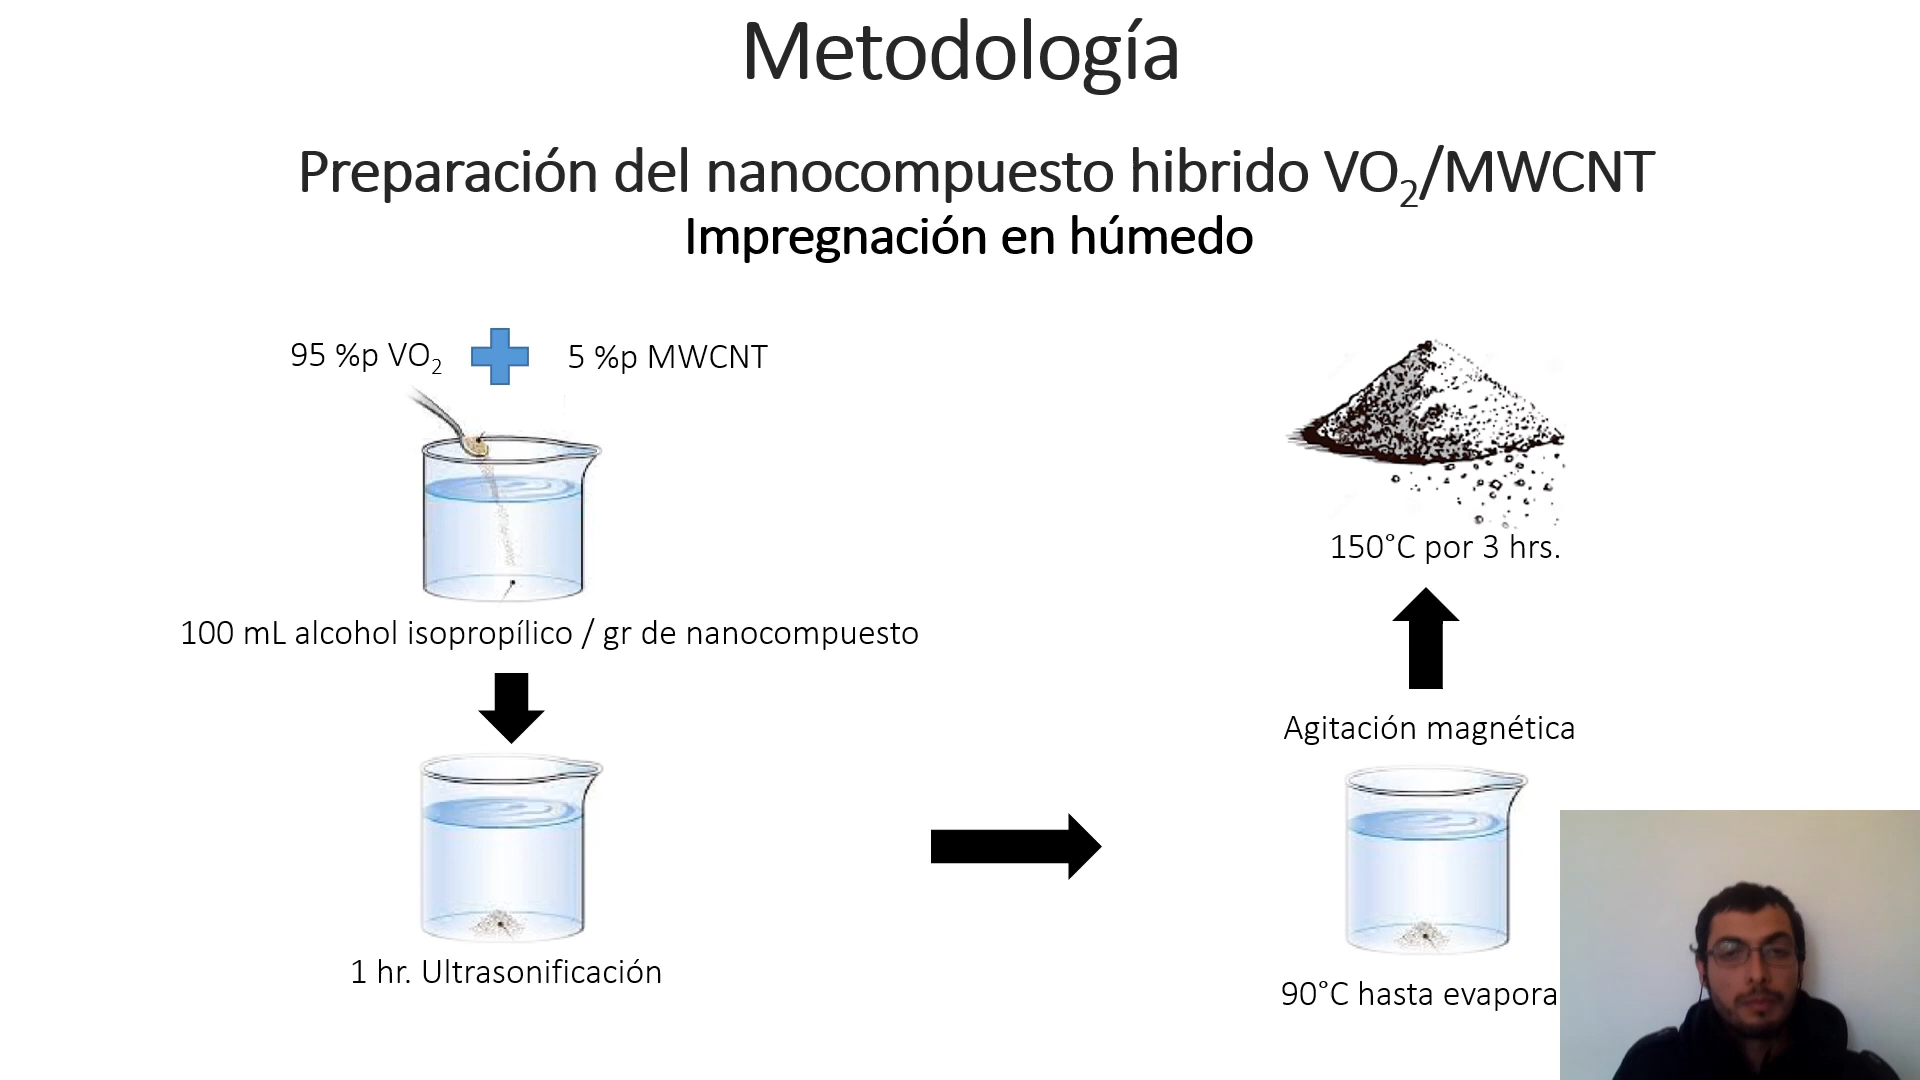 Metodología
Preparación del nanocompuesto hibrido VO₂/MWCNT
Impregnación en húmedo
95 %p VO₂
5 %p MWCNT
100 mL alcohol isopropílico / gr de nanocompuesto
1 hr. Ultrasonificación
Agitación magnética
90°C hasta evapora
150°C por 3 hrs.